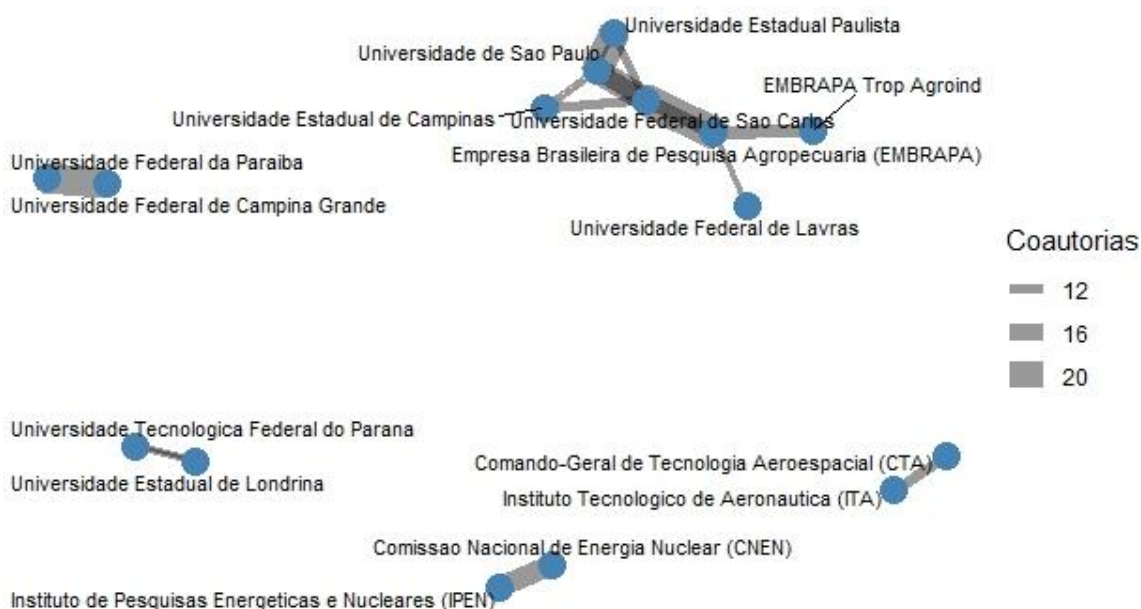 Universidade Estadual Paulista
Universidade de Sao Paulo
EMBRAPA Trop Agroind
Universidade Estadual de Campinas
Universidade Federal de Sao Carlos
Empresa Brasileira de Pesquisa Agropecuaria (EMBRAPA)
Universidade Federal da Paraiba
Universidade Federal de Campina Grande
Universidade Federal de Lavras
Coautorias
12
16
20
Universidade Tecnologica Federal do Parana
Universidade Estadual de Londrina
Comando-Geral de Tecnologia Aeroespacial (CTA)
Instituto Tecnologico de Aeronautica (ITA)
Comissao Nacional de Energia Nuclear (CNEN)
Instituto de Pesquisas Energeticas e Nucleares (IPEN)